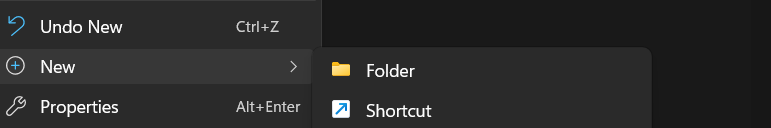 Undo New Ctrl+Z
New
Folder
Properties Alt+Enter
Shortcut